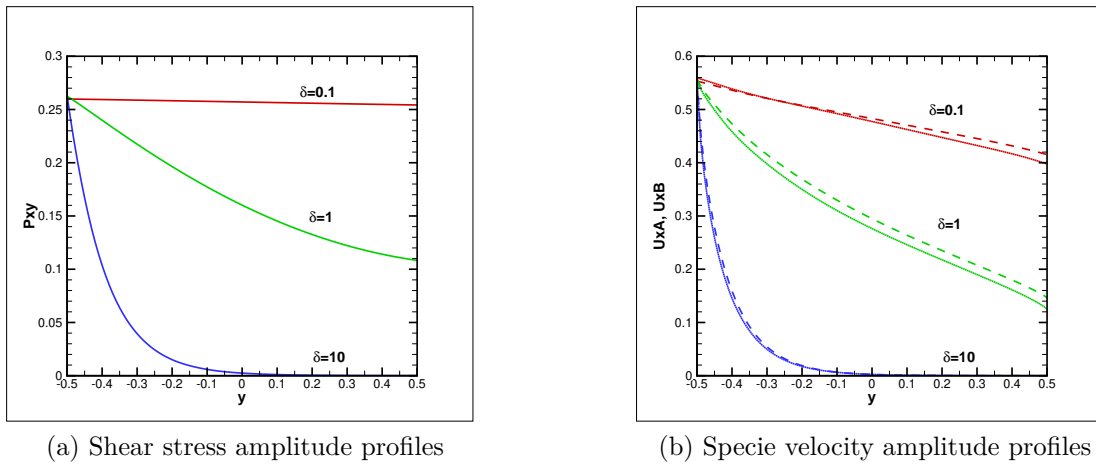 0.3
0.25
0.2
0.15
0.1
0.05
0
Pxy
δ=0.1
δ=1
δ=10
-0.5 -0.4 -0.3 -0.2 -0.1 0 0.1 0.2 0.3 0.4 0.5
y
(a) Shear stress amplitude profiles
0.6
0.5
0.4
0.3
0.2
0.1
0
UxA, UxB
δ=0.1
δ=1
δ=10
-0.5 -0.4 -0.3 -0.2 -0.1 0 0.1 0.2 0.3 0.4 0.5
y
(b) Specie velocity amplitude profiles